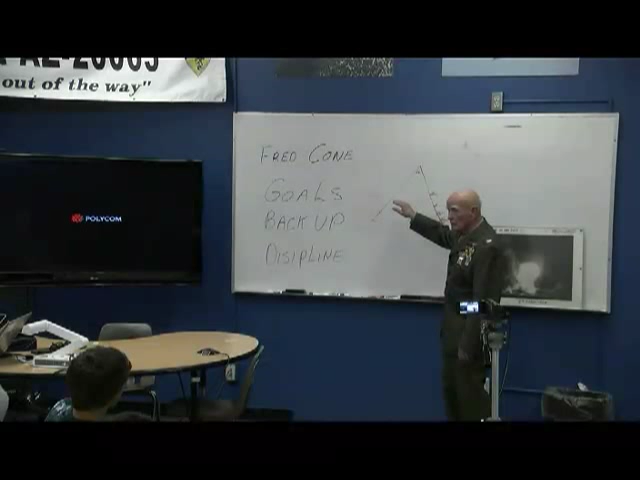 out of the way"
FRED CONE
GOALS
BACK UP
DISIPLINE
POLYCOM